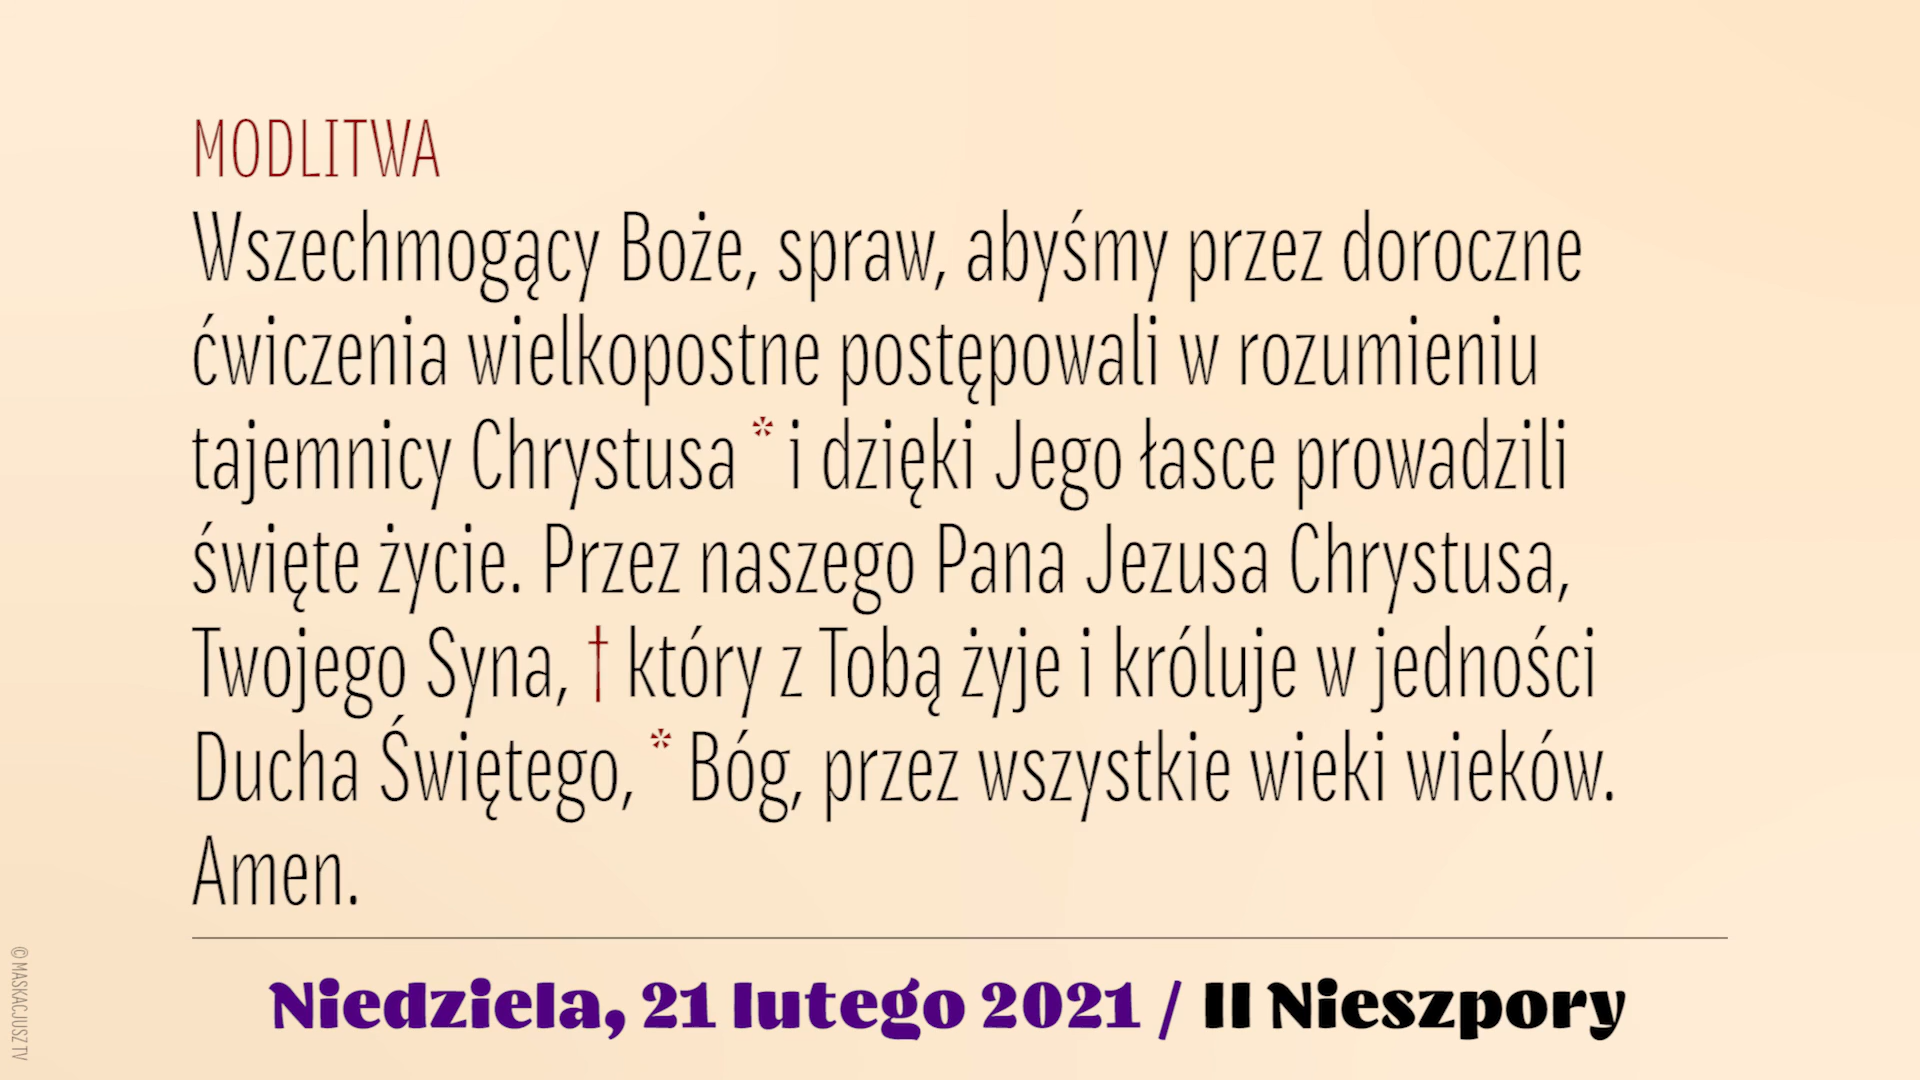 MODLITWA
Wszechmogący Boże, spraw, abyśmy przez doroczne
ćwiczenia wielkopostne postępowali w rozumieniu
tajemnicy Chrystusa * i dzięki Jego łasce prowadzili
święte życie. Przez naszego Pana Jezusa Chrystusa,
Twojego Syna, † który z Tobą żyje i króluje w jedności
Ducha Świętego, * Bóg, przez wszystkie wieki wieków.
Amen.
Niedziela, 21 lutego 2021 / II Nieszpory
© MASKACJUSZ TV